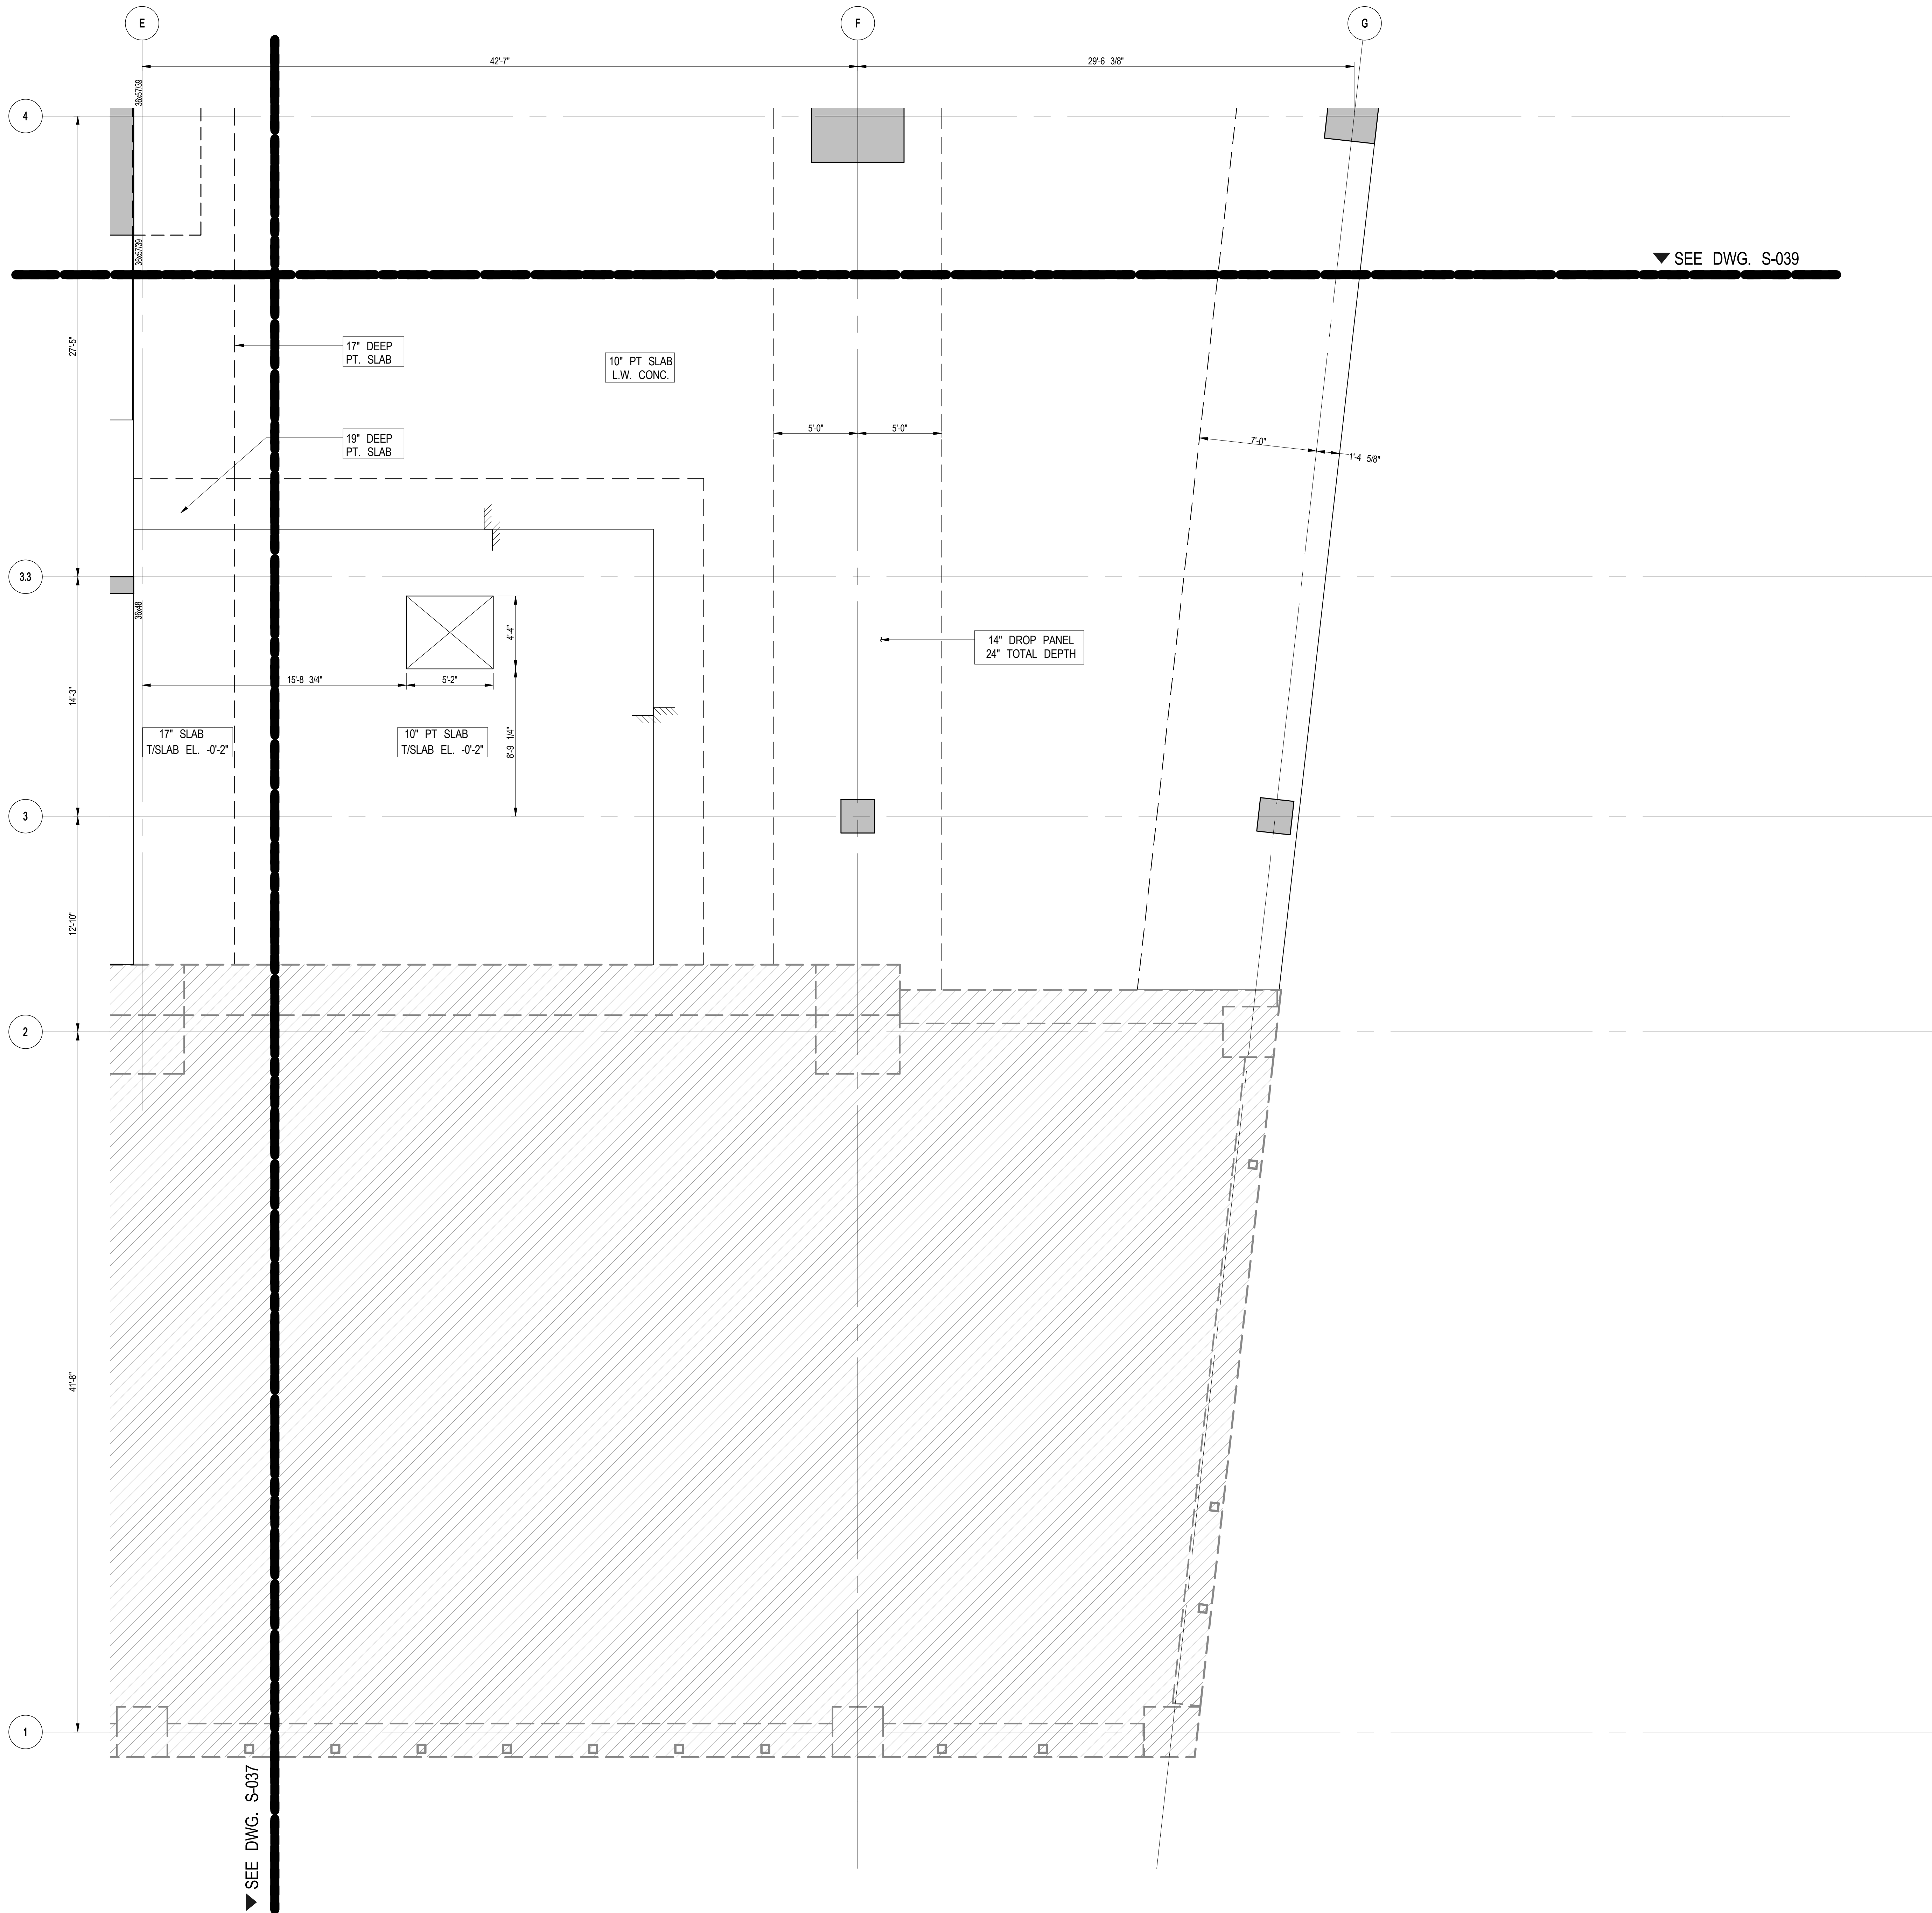 E
F
G
42'-7"
29'-6 3/8"
36x57/39
4
36x57/39
SEE DWG. S-039
27'-5"
17" DEEP
PT. SLAB
10" PT SLAB
L.W. CONC.
19" DEEP
PT. SLAB
5'-0"
5'-0"
7'-0"
1'-4 5/8"
3.3
36x48
4'-4"
14" DROP PANEL
24" TOTAL DEPTH
15'-8 3/4"
5'-2"
14'-3"
17" SLAB
T/SLAB EL. -0'-2"
10" PT SLAB
T/SLAB EL. -0'-2"
8'-9 1/4"
3
12'-10"
2
41'-8"
1
SEE DWG. S-037